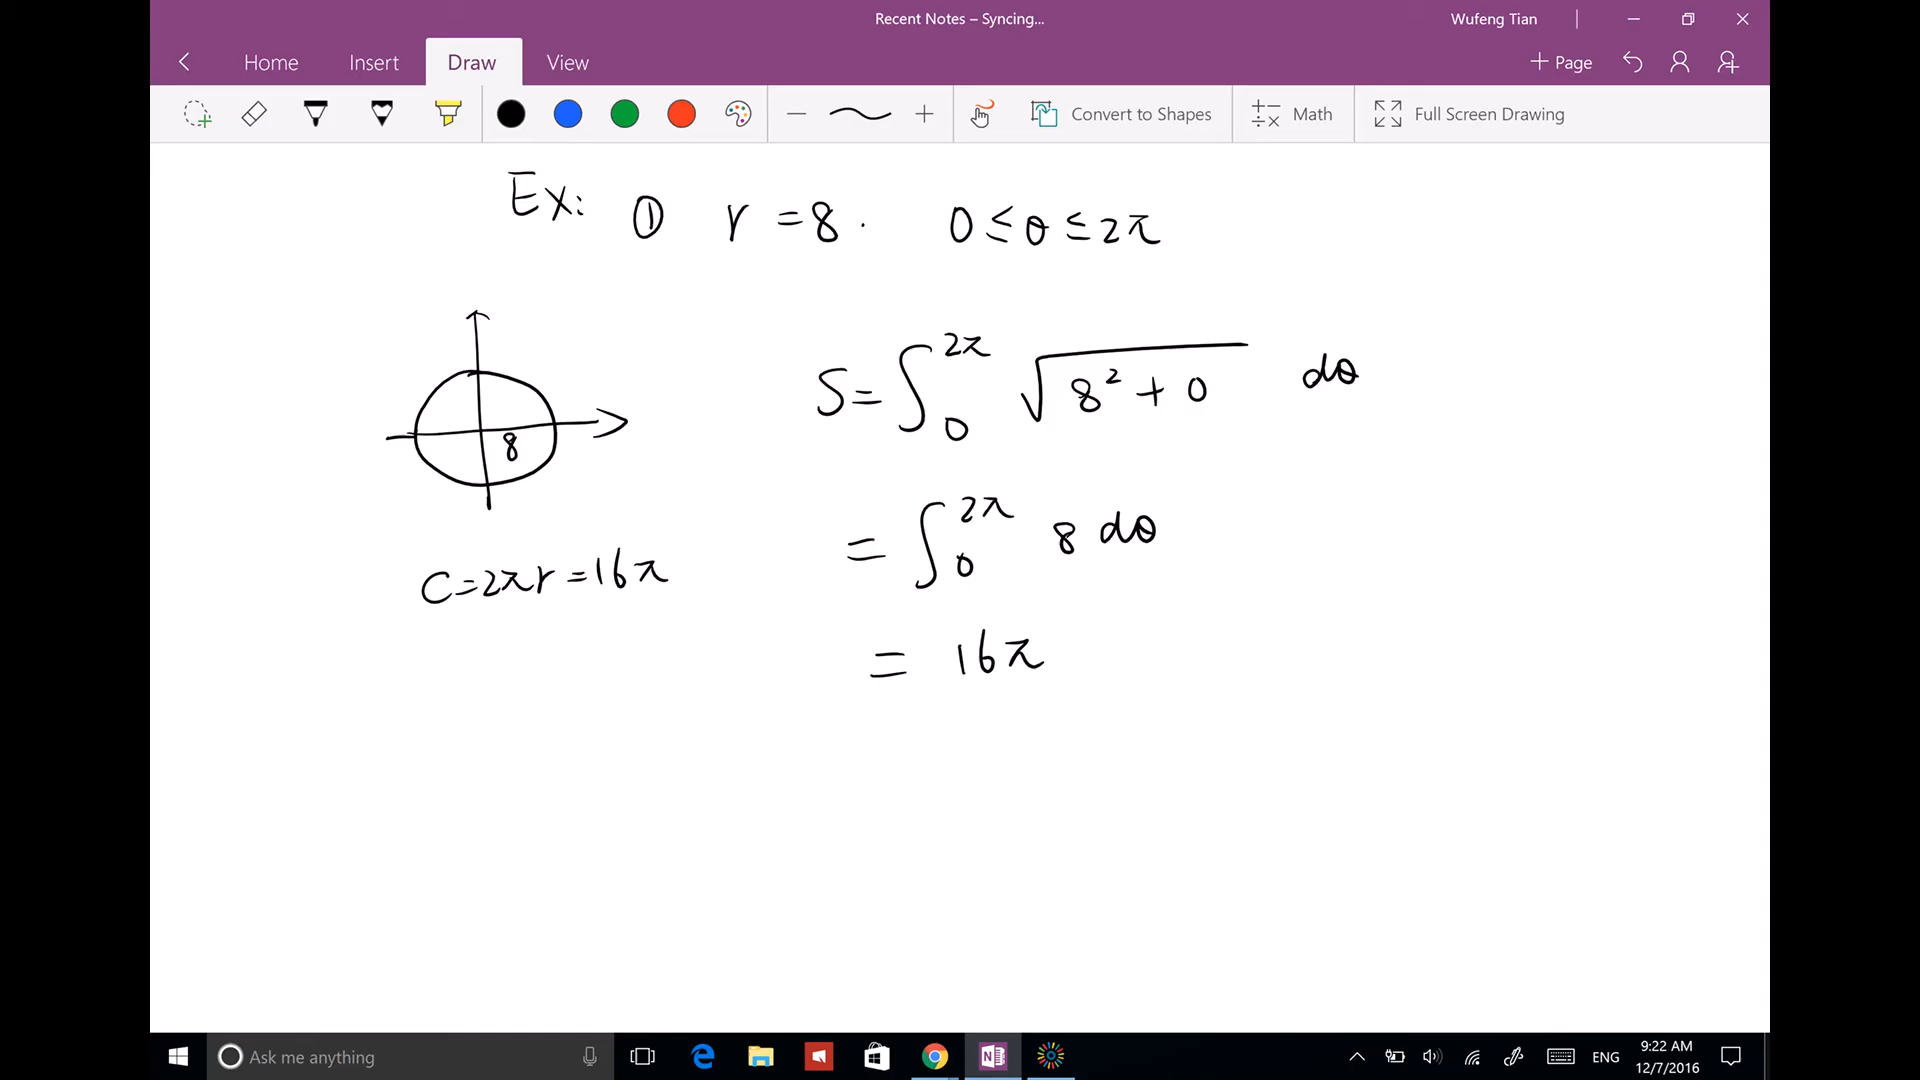 Recent Notes – Syncing...
Wufeng Tian
Home Insert Draw View
Page
Convert to Shapes
Math
Full Screen Drawing
Ex: ① r = 8. 0 ≤ θ ≤ 2π
8
C = 2πr = 16π
S = ∫₀^{2π} √(8² + 0) dθ
= ∫₀^{2π} 8 dθ
= 16π
Ask me anything
ENG
9:22 AM
12/7/2016